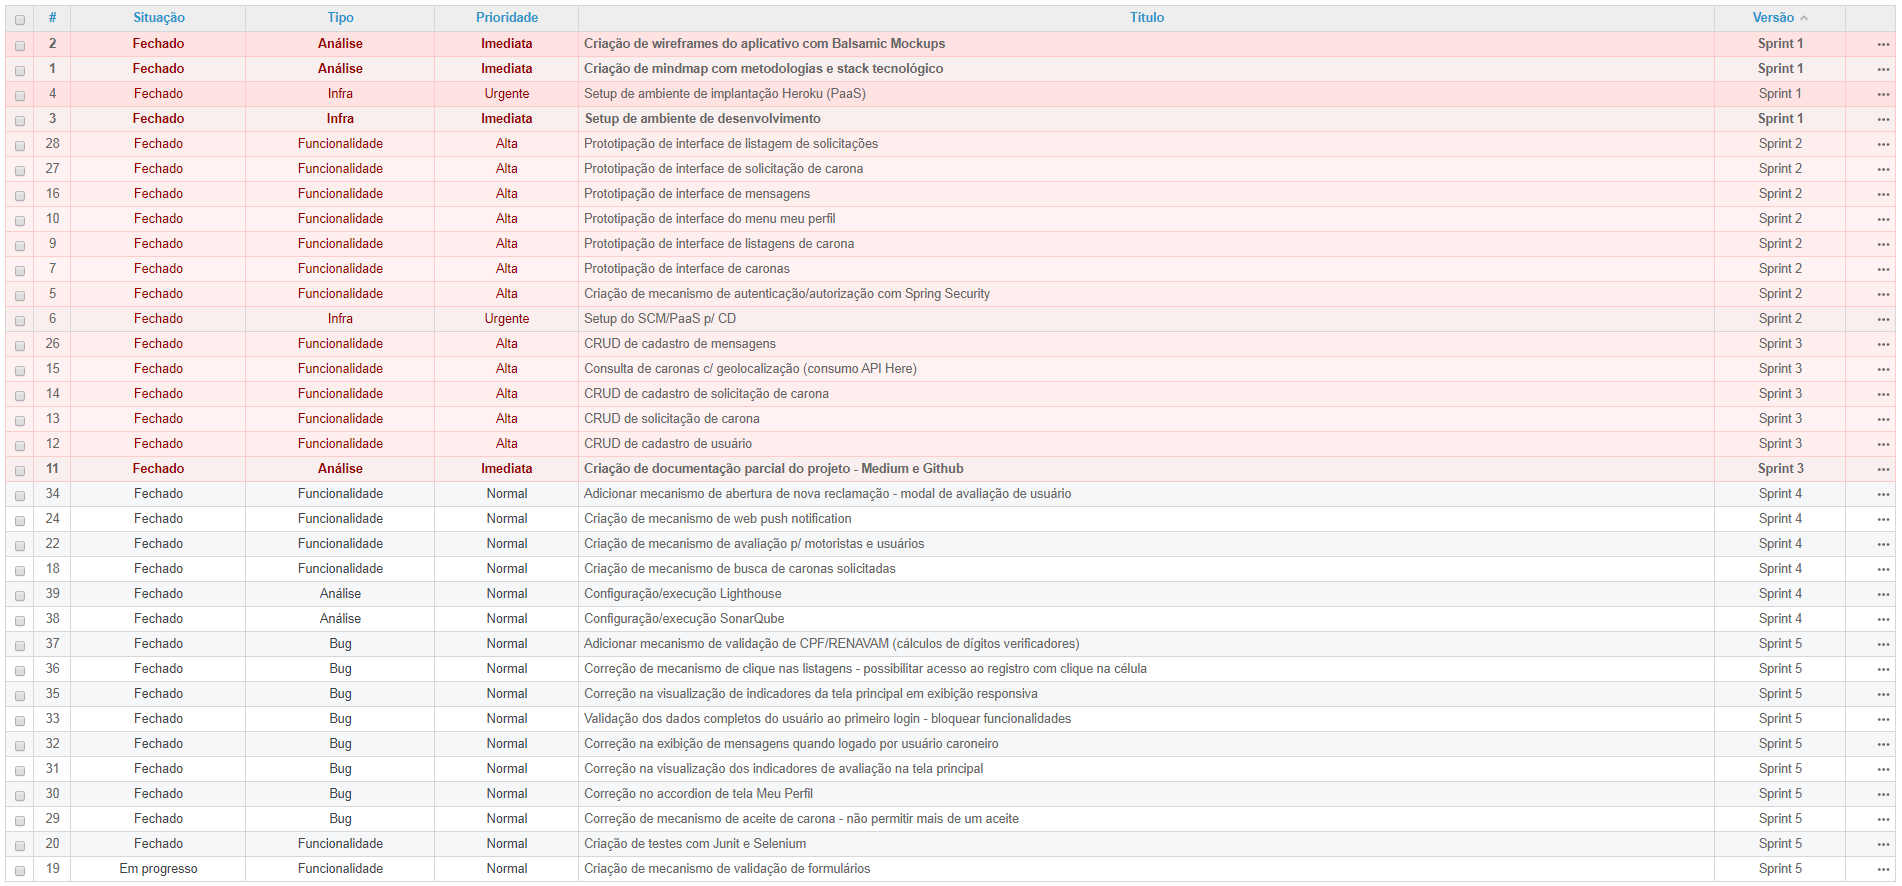 # Situação Tipo Prioridade Título Versão
2 Fechado Análise Imediata Criação de wireframes do aplicativo com Balsamic Mockups Sprint 1 ···
1 Fechado Análise Imediata Criação de mindmap com metodologias e stack tecnológico Sprint 1 ···
4 Fechado Infra Urgente Setup de ambiente de implantação Heroku (PaaS) Sprint 1 ···
3 Fechado Infra Imediata Setup de ambiente de desenvolvimento Sprint 1 ···
28 Fechado Funcionalidade Alta Prototipação de interface de listagem de solicitações Sprint 2 ···
27 Fechado Funcionalidade Alta Prototipação de interface de solicitação de carona Sprint 2 ···
16 Fechado Funcionalidade Alta Prototipação de interface de mensagens Sprint 2 ···
10 Fechado Funcionalidade Alta Prototipação de interface do menu meu perfil Sprint 2 ···
9 Fechado Funcionalidade Alta Prototipação de interface de listagens de carona Sprint 2 ···
7 Fechado Funcionalidade Alta Prototipação de interface de caronas Sprint 2 ···
5 Fechado Funcionalidade Alta Criação de mecanismo de autenticação/autorização com Spring Security Sprint 2 ···
6 Fechado Infra Urgente Setup do SCM/PaaS p/ CD Sprint 2 ···
26 Fechado Funcionalidade Alta CRUD de cadastro de mensagens Sprint 3 ···
15 Fechado Funcionalidade Alta Consulta de caronas c/ geolocalização (consumo API Here) Sprint 3 ···
14 Fechado Funcionalidade Alta CRUD de cadastro de solicitação de carona Sprint 3 ···
13 Fechado Funcionalidade Alta CRUD de solicitação de carona Sprint 3 ···
12 Fechado Funcionalidade Alta CRUD de cadastro de usuário Sprint 3 ···
11 Fechado Análise Imediata Criação de documentação parcial do projeto - Medium e Github Sprint 3 ···
34 Fechado Funcionalidade Normal Adicionar mecanismo de abertura de nova reclamação - modal de avaliação de usuário Sprint 4 ···
24 Fechado Funcionalidade Normal Criação de mecanismo de web push notification Sprint 4 ···
22 Fechado Funcionalidade Normal Criação de mecanismo de avaliação p/ motoristas e usuários Sprint 4 ···
18 Fechado Funcionalidade Normal Criação de mecanismo de busca de caronas solicitadas Sprint 4 ···
39 Fechado Análise Normal Configuração/execução Lighthouse Sprint 4 ···
38 Fechado Análise Normal Configuração/execução SonarQube Sprint 4 ···
37 Fechado Bug Normal Adicionar mecanismo de validação de CPF/RENAVAM (cálculos de dígitos verificadores) Sprint 5 ···
36 Fechado Bug Normal Correção de mecanismo de clique nas listagens - possibilitar acesso ao registro com clique na célula Sprint 5 ···
35 Fechado Bug Normal Correção na visualização de indicadores da tela principal em exibição responsiva Sprint 5 ···
33 Fechado Bug Normal Validação dos dados completos do usuário ao primeiro login - bloquear funcionalidades Sprint 5 ···
32 Fechado Bug Normal Correção na exibição de mensagens quando logado por usuário caroneiro Sprint 5 ···
31 Fechado Bug Normal Correção na visualização dos indicadores de avaliação na tela principal Sprint 5 ···
30 Fechado Bug Normal Correção no accordion de tela Meu Perfil Sprint 5 ···
29 Fechado Bug Normal Correção de mecanismo de aceite de carona - não permitir mais de um aceite Sprint 5 ···
20 Fechado Funcionalidade Normal Criação de testes com Junit e Selenium Sprint 5 ···
19 Em progresso Funcionalidade Normal Criação de mecanismo de validação de formulários Sprint 5 ···